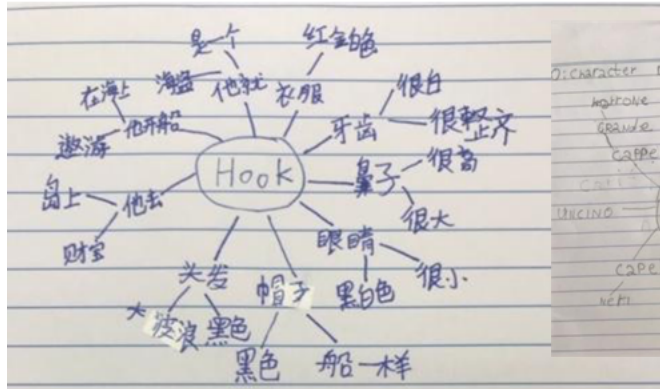 是一个
海盗
他就
红金色
衣服
很白
很整齐
牙齿
在海上
遨游
他开船
Hook
很高
鼻子
很大
岛上
他去
财宝
眼睛
很小
黑白色
头发
大波浪
黑色
帽子
黑色
船一样
Character
GRANDE
UNCINO
CAPE
NERI